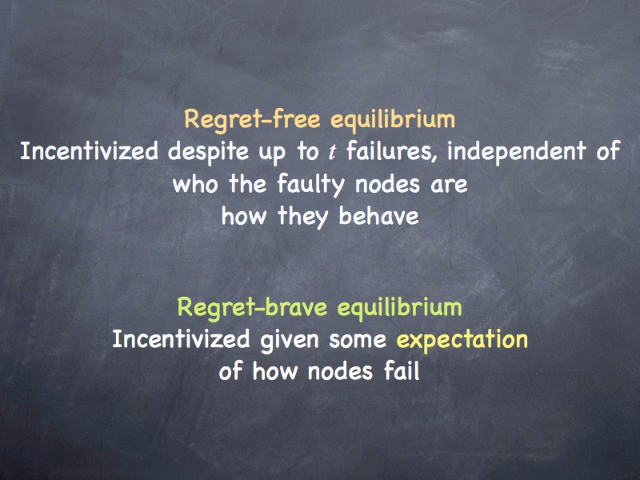 Regret-free equilibrium
Incentivized despite up to t failures, independent of
who the faulty nodes are
how they behave
Regret-brave equilibrium
Incentivized given some expectation
of how nodes fail